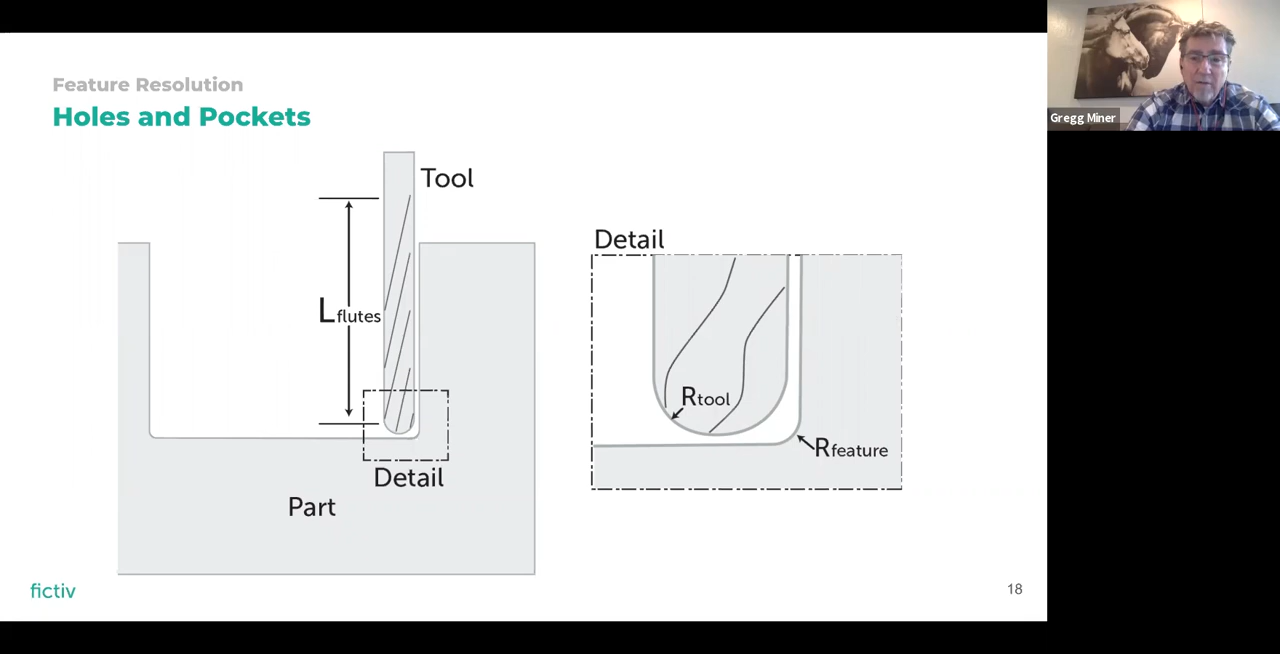 Feature Resolution
Holes and Pockets
Tool
Lflutes
Detail
Part
Detail
Rtool
Rfeature
fictiv
18
Gregg Miner